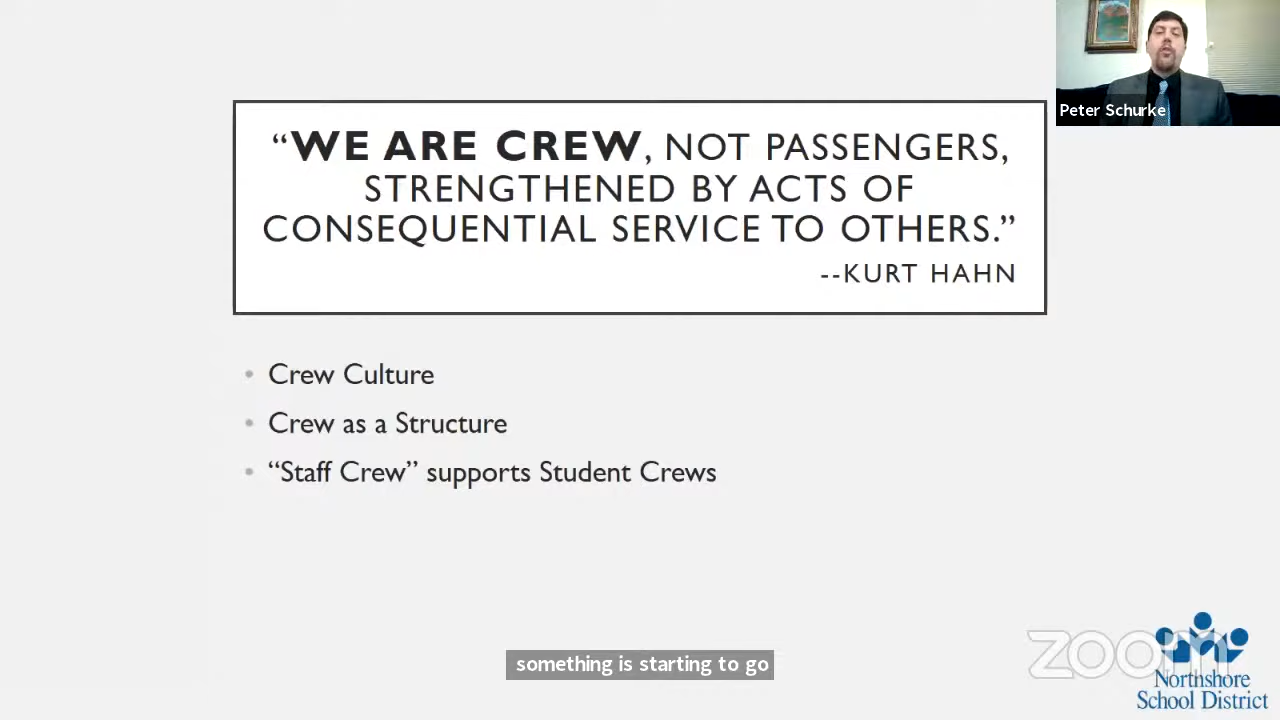 Peter Schurke
“WE ARE CREW, NOT PASSENGERS,
STRENGTHENED BY ACTS OF
CONSEQUENTIAL SERVICE TO OTHERS.”
--KURT HAHN
• Crew Culture
• Crew as a Structure
• “Staff Crew” supports Student Crews
something is starting to go
zoom
Northshore
School District